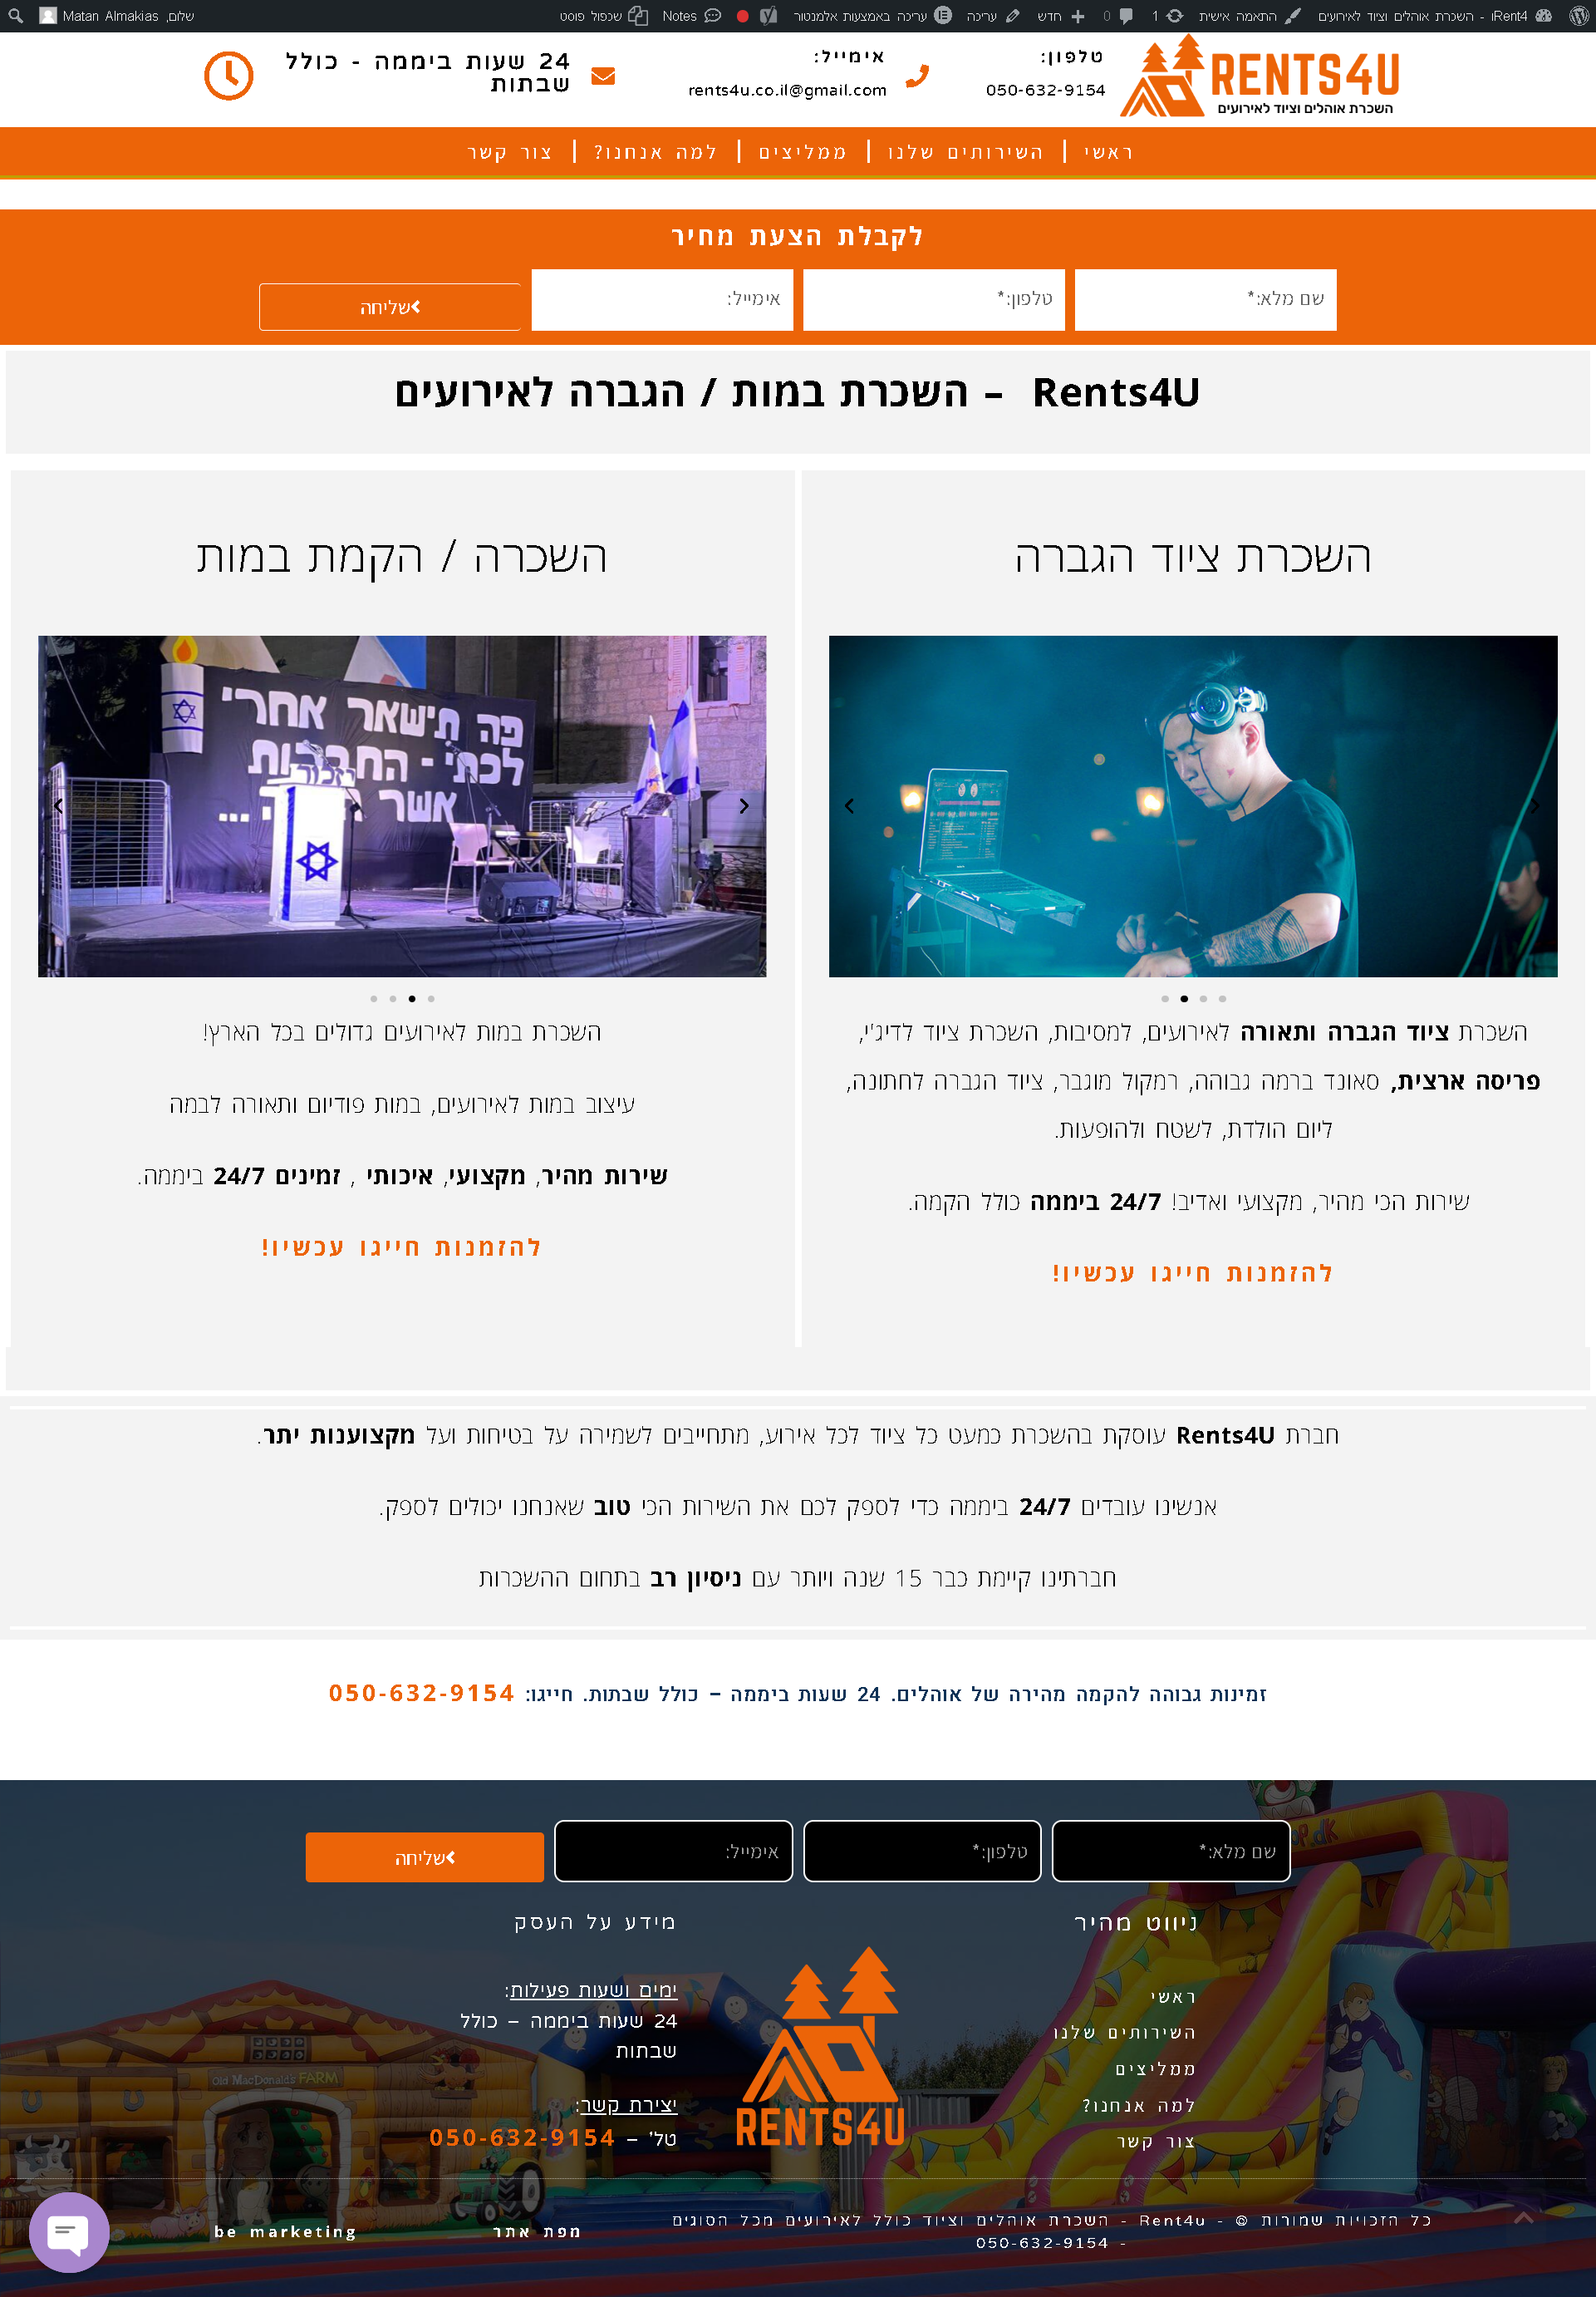 iRent4 - השכרת אוהלים וציוד לאירועים
התאמה אישית
1
0
חדש
עריכה
עריכה באמצעות אלמנטור
Notes
שכפול פוסט
שלום, Matan Almakias
RENTS4U
השכרת אוהלים וציוד לאירועים
טלפון:
050-632-9154
אימייל:
rents4u.co.il@gmail.com
24 שעות ביממה - כולל
שבתות
ראשי
השירותים שלנו
ממליצים
למה אנחנו?
צור קשר
לקבלת הצעת מחיר
שם מלא:*
טלפון:*
אימייל:
שליחה
Rents4U – השכרת במות / הגברה לאירועים
השכרת ציוד הגברה
השכרת ציוד הגברה ותאורה לאירועים, למסיבות, השכרת ציוד לדיג'יי,
פריסה ארצית, סאונד ברמה גבוהה, רמקול מוגבר, ציוד הגברה לחתונה,
ליום הולדת, לשטח ולהופעות.
שירות הכי מהיר, מקצועי ואדיב! 24/7 ביממה כולל הקמה.
להזמנות חייגו עכשיו!
השכרה / הקמת במות
מה תישאר אחרי
לכתי - החברות
אשר ...
השכרת במות לאירועים גדולים בכל הארץ!
עיצוב במות לאירועים, במות פודיום ותאורה לבמה
שירות מהיר, מקצועי, איכותי , זמינים 24/7 ביממה.
להזמנות חייגו עכשיו!
חברת Rents4U עוסקת בהשכרת כמעט כל ציוד לכל אירוע, מתחייבים לשמירה על בטיחות ועל מקצוענות יתר.
אנשינו עובדים 24/7 ביממה כדי לספק לכם את השירות הכי טוב שאנחנו יכולים לספק.
חברתינו קיימת כבר 15 שנה ויותר עם ניסיון רב בתחום ההשכרות
זמינות גבוהה להקמה מהירה של אוהלים. 24 שעות ביממה – כולל שבתות. חייגו: 050-632-9154
שם מלא:*
טלפון:*
אימייל:
שליחה
ניווט מהיר
ראשי
השירותים שלנו
ממליצים
למה אנחנו?
צור קשר
RENTS4U
מידע על העסק
ימים ושעות פעילות:
24 שעות ביממה – כולל
שבתות
יצירת קשר:
טל' – 050-632-9154
Old MacDonald's FARM
כל הזכויות שמורות © - Rent4u - השכרת אוהלים וציוד כולל לאירועים מכל הסוגים
- 050-632-9154
מפת אתר
be marketing